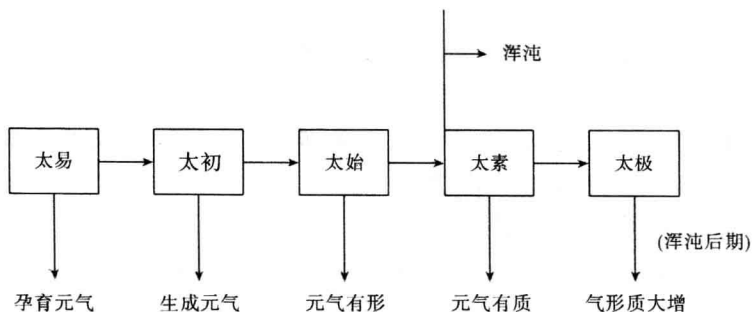 浑沌
太易
太初
太始
太素
太极
(浑沌后期)
孕育元气
生成元气
元气有形
元气有质
气形质大增